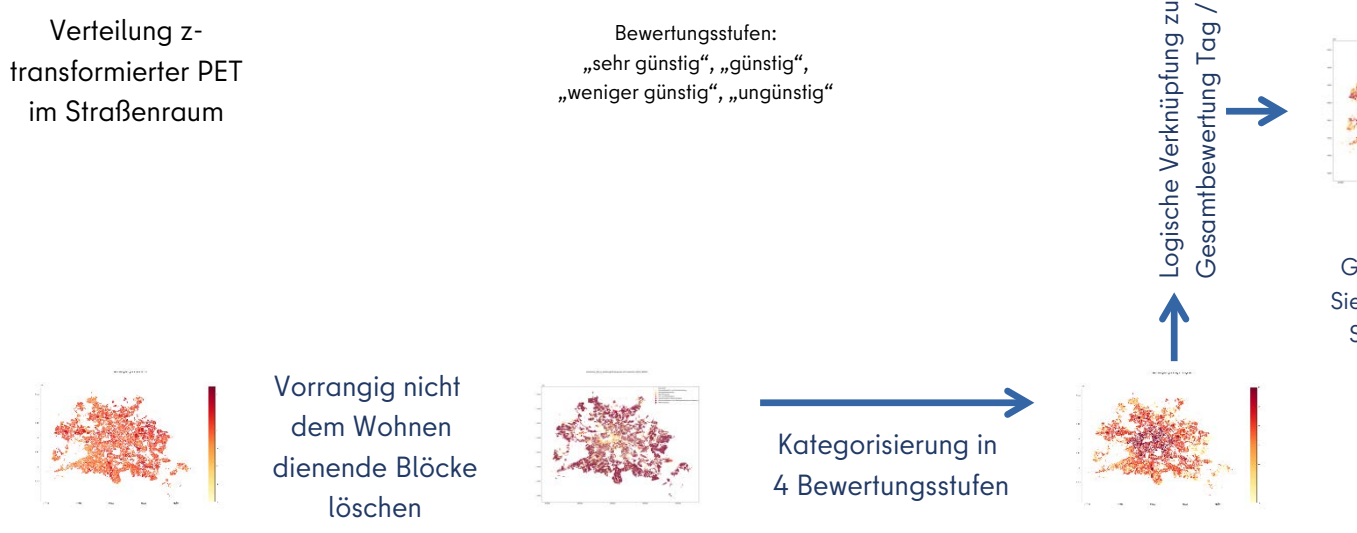 Verteilung z-
transformierter PET
im Straßenraum
Bewertungsstufen:
„sehr günstig“, „günstig“,
„weniger günstig“, „ungünstig“
Logische Verknüpfung zu
Gesamtbewertung Tag /
G
Sie
S
Vorrangig nicht
dem Wohnen
dienende Blöcke
löschen
Kategorisierung in
4 Bewertungsstufen